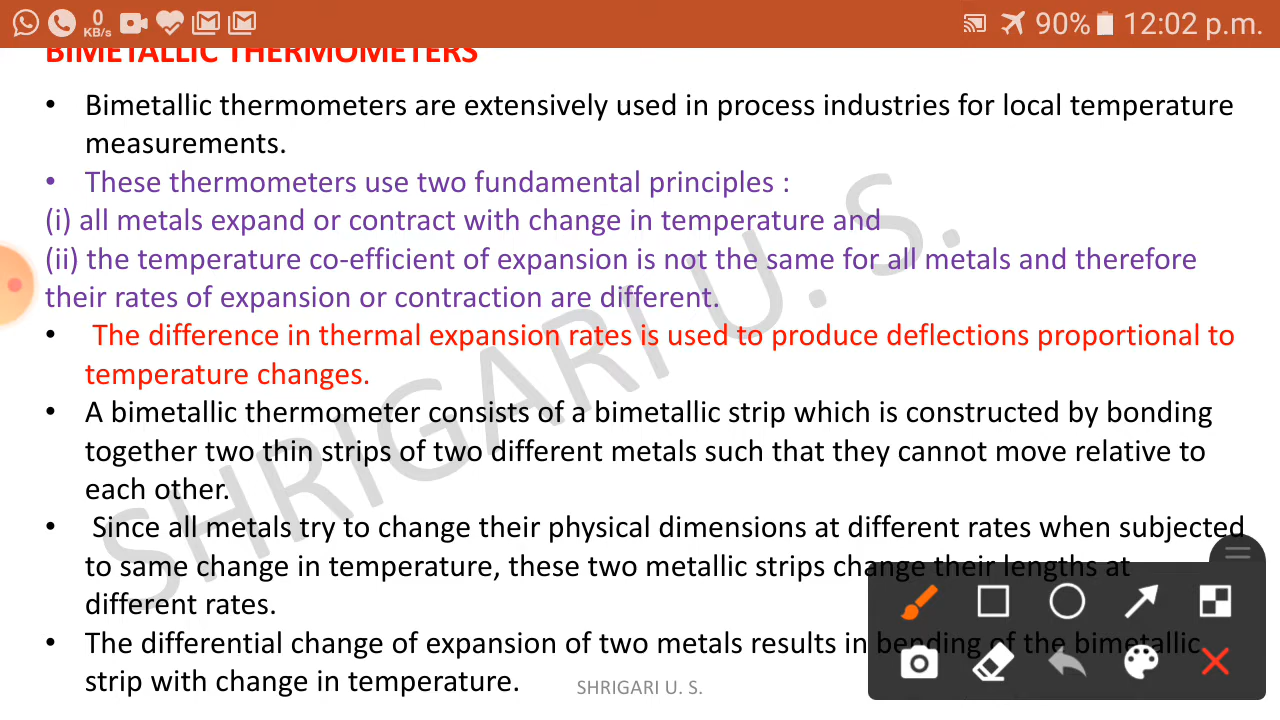 0
KB/s
90%
12:02 p.m.
BIMETALLIC THERMOMETERS
• Bimetallic thermometers are extensively used in process industries for local temperature
measurements.
• These thermometers use two fundamental principles :
(i) all metals expand or contract with change in temperature and
(ii) the temperature co-efficient of expansion is not the same for all metals and therefore
their rates of expansion or contraction are different.
• The difference in thermal expansion rates is used to produce deflections proportional to
temperature changes.
• A bimetallic thermometer consists of a bimetallic strip which is constructed by bonding
together two thin strips of two different metals such that they cannot move relative to
each other.
• Since all metals try to change their physical dimensions at different rates when subjected
to same change in temperature, these two metallic strips change their lengths at
different rates.
• The differential change of expansion of two metals results in bending of the bimetallic
strip with change in temperature.
SHRIGARI U. S.
SHRIGARI U. S.